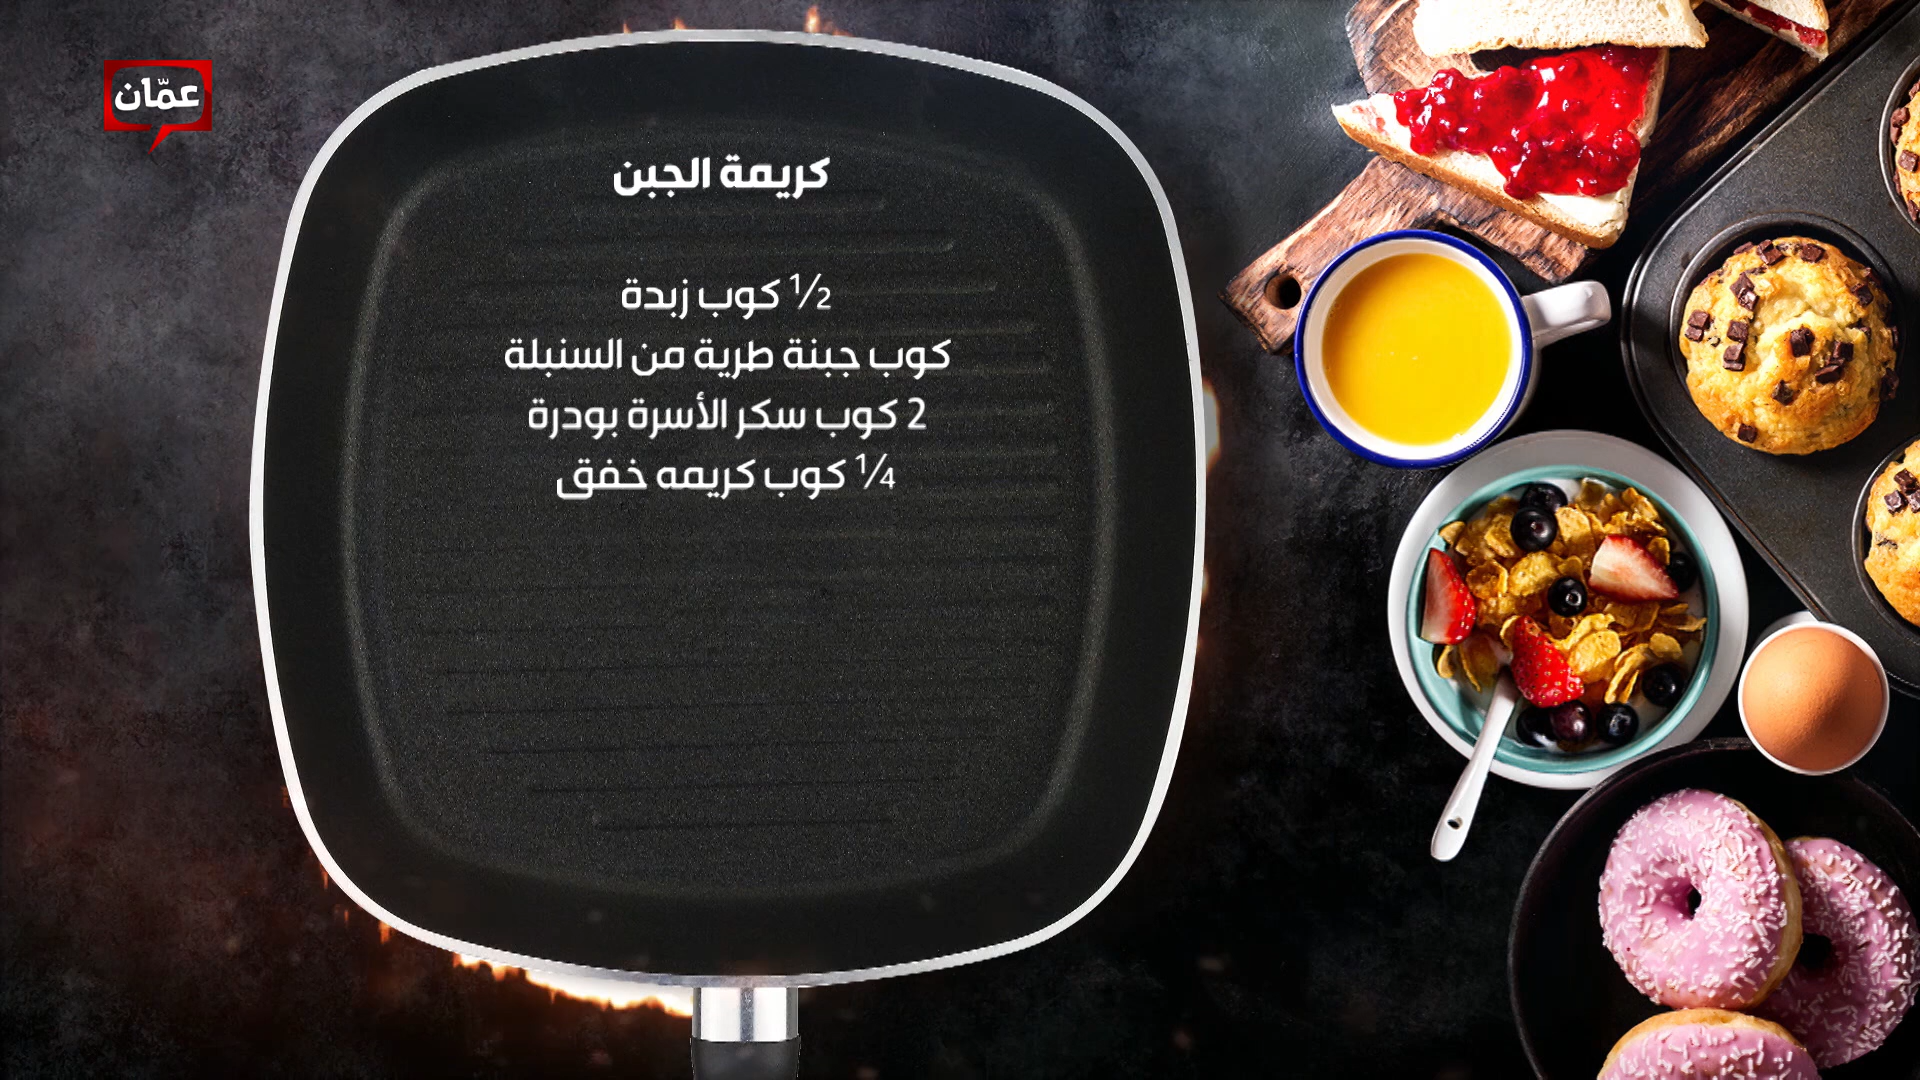 عمّان
كريمة الجبن
½ كوب زبدة
كوب جبنة طرية من السنبلة
2 كوب سكر الأسرة بودرة
¼ كوب كريمه خفق